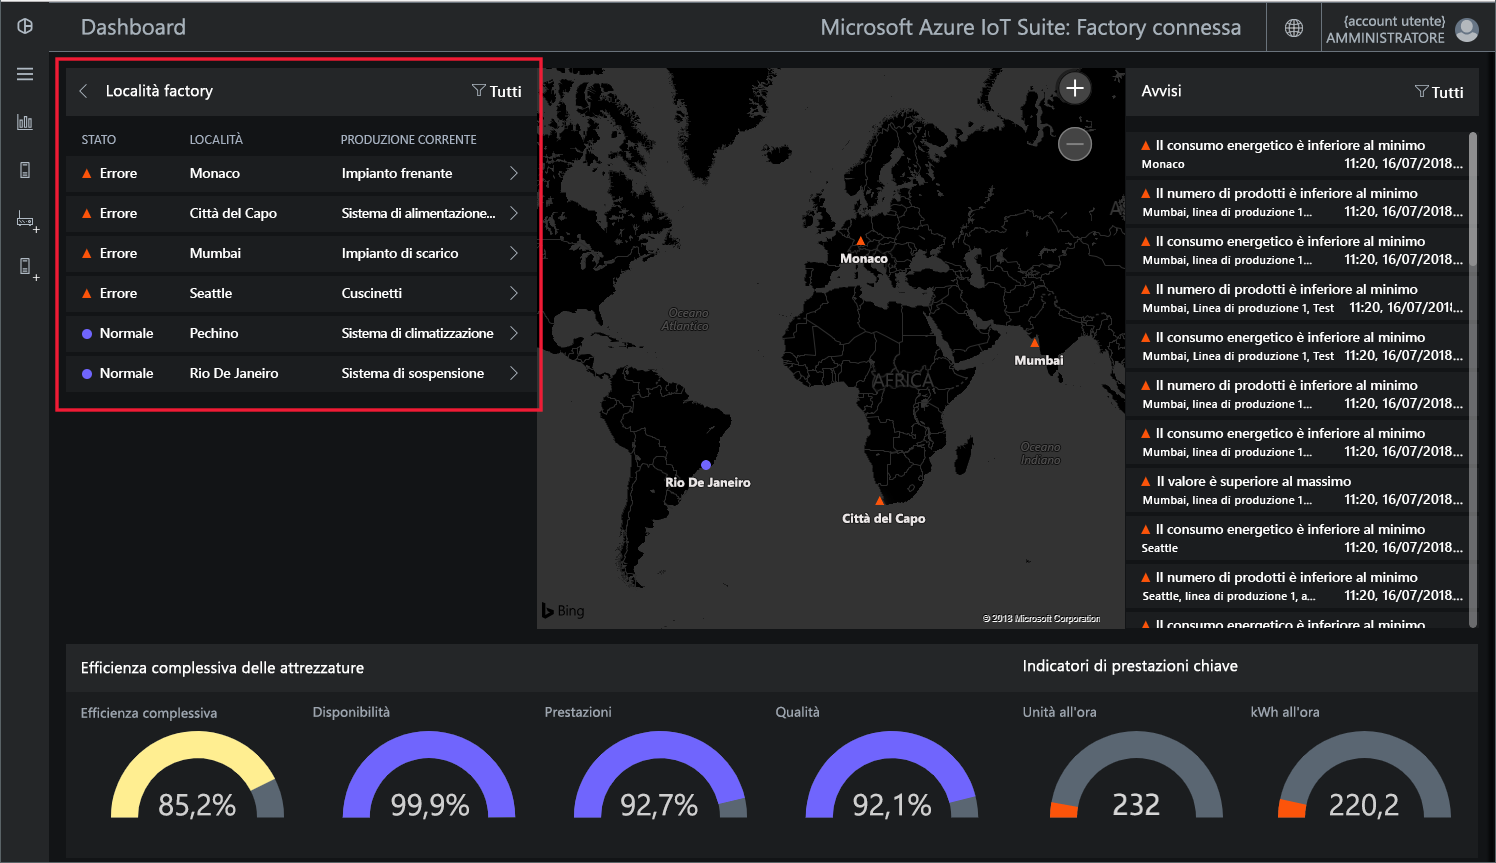 Dashboard
Microsoft Azure IoT Suite: Factory connessa
{account utente}
AMMINISTRATORE
Località factory
Tutti
STATO LOCALITÀ PRODUZIONE CORRENTE
Errore Monaco Impianto frenante
Errore Città del Capo Sistema di alimentazione...
Errore Mumbai Impianto di scarico
Errore Seattle Cuscinetti
Normale Pechino Sistema di climatizzazione
Normale Rio De Janeiro Sistema di sospensione
Monaco
Oceano
Atlantico
Mumbai
AFRICA
Oceano
Indiano
Rio De Janeiro
Città del Capo
Bing
© 2018 Microsoft Corporation
Avvisi
Tutti
Il consumo energetico è inferiore al minimo
Monaco 11:20, 16/07/2018...
Il numero di prodotti è inferiore al minimo
Mumbai, linea di produzione 1... 11:20, 16/07/2018...
Il consumo energetico è inferiore al minimo
Mumbai, linea di produzione 1... 11:20, 16/07/2018...
Il numero di prodotti è inferiore al minimo
Mumbai, Linea di produzione 1, Test 11:20, 16/07/2018...
Il consumo energetico è inferiore al minimo
Mumbai, Linea di produzione 1, Test 11:20, 16/07/2018...
Il numero di prodotti è inferiore al minimo
Mumbai, linea di produzione 1... 11:20, 16/07/2018...
Il consumo energetico è inferiore al minimo
Mumbai, linea di produzione 1... 11:20, 16/07/2018...
Il valore è superiore al massimo
Mumbai, linea di produzione 1... 11:20, 16/07/2018...
Il consumo energetico è inferiore al minimo
Seattle 11:20, 16/07/2018...
Il numero di prodotti è inferiore al minimo
Seattle, linea di produzione 1, a... 11:20, 16/07/2018...
Il consumo energetico è inferiore al minimo
Efficienza complessiva delle attrezzature
Indicatori di prestazioni chiave
Efficienza complessiva
Disponibilità
Prestazioni
Qualità
Unità all'ora
kWh all'ora
85,2%
99,9%
92,7%
92,1%
232
220,2